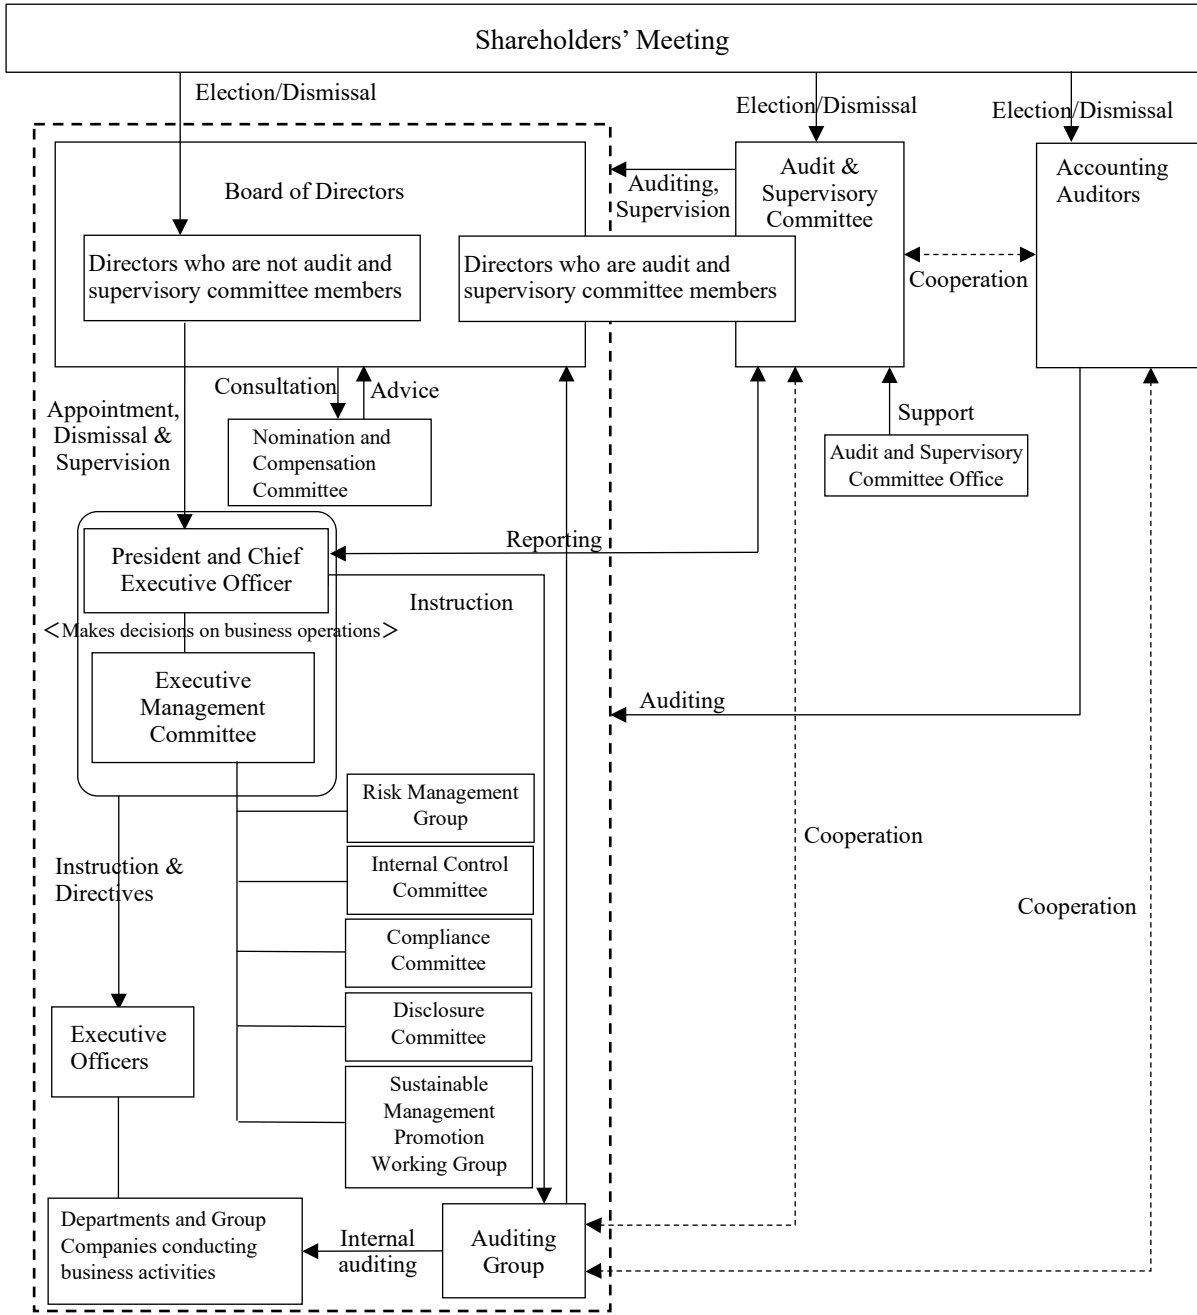 Shareholders’ Meeting
Election/Dismissal
Election/Dismissal
Election/Dismissal
Board of Directors
Auditing,
Supervision
Audit &
Supervisory
Committee
Accounting
Auditors
Directors who are not audit and
supervisory committee members
Directors who are audit and
supervisory committee members
Cooperation
Consultation
Advice
Appointment,
Dismissal &
Supervision
Nomination and
Compensation
Committee
Support
Audit and Supervisory
Committee Office
President and Chief
Executive Officer
Reporting
Instruction
<Makes decisions on business operations>
Executive
Management
Committee
Auditing
Risk Management
Group
Cooperation
Instruction &
Directives
Internal Control
Committee
Cooperation
Compliance
Committee
Disclosure
Committee
Executive
Officers
Sustainable
Management
Promotion
Working Group
Departments and Group
Companies conducting
business activities
Internal
auditing
Auditing
Group